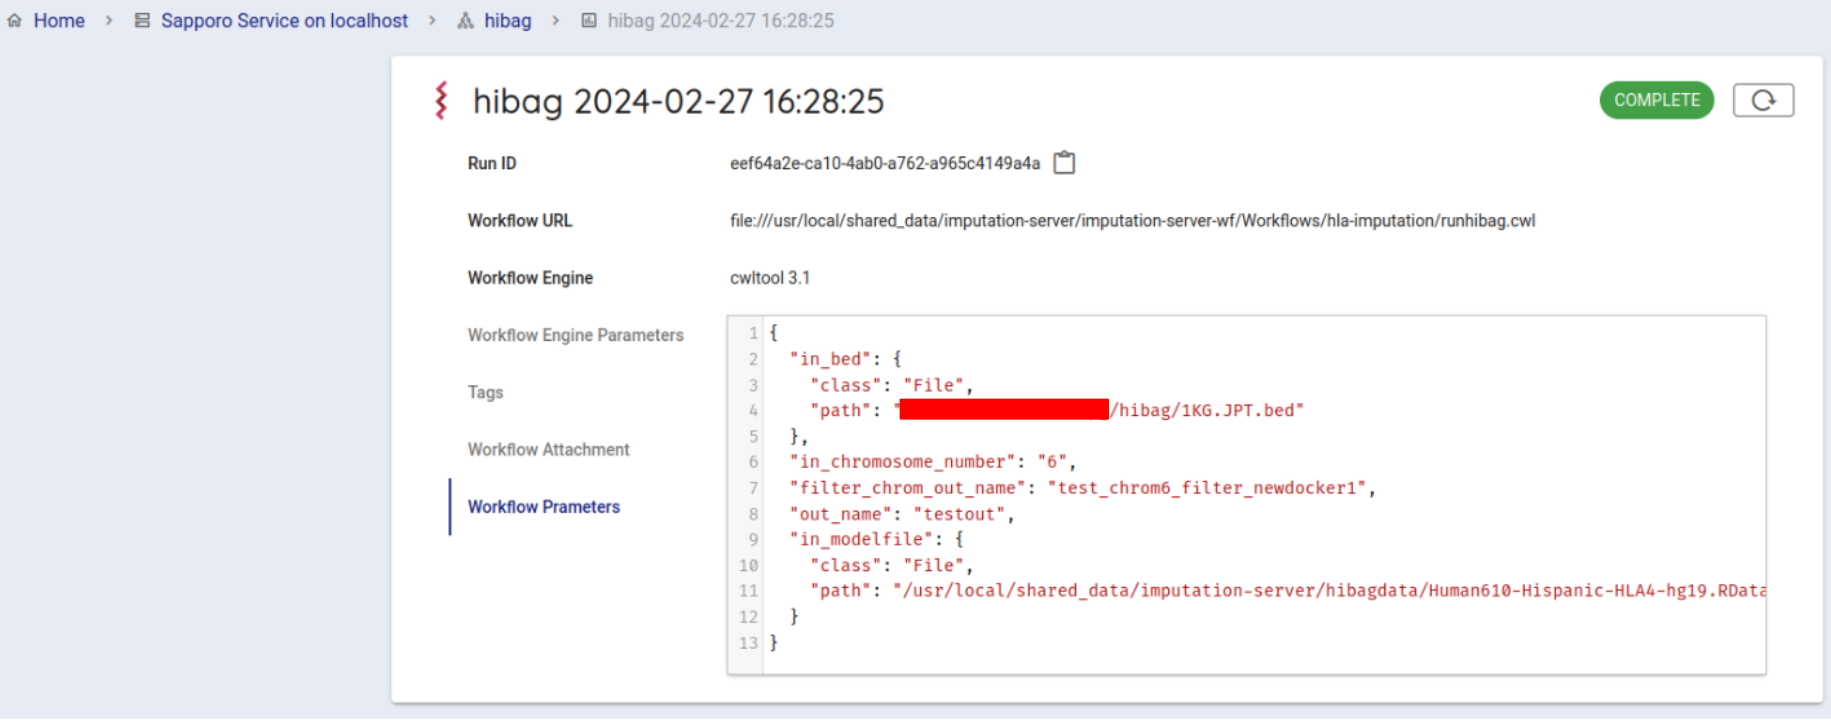 Home > Sapporo Service on localhost > hibag > hibag 2024-02-27 16:28:25
hibag 2024-02-27 16:28:25
COMPLETE
Run ID eef64a2e-ca10-4ab0-a762-a965c4149a4a
Workflow URL file:///usr/local/shared_data/imputation-server/imputation-server-wf/Workflows/hla-imputation/runhibag.cwl
Workflow Engine cwltool 3.1
Workflow Engine Parameters
Tags
Workflow Attachment
Workflow Prameters
1 {
2 "in_bed": {
3 "class": "File",
4 "path": "/hibag/1KG.JPT.bed"
5 },
6 "in_chromosome_number": "6",
7 "filter_chrom_out_name": "test_chrom6_filter_newdocker1",
8 "out_name": "testout",
9 "in_modelfile": {
10 "class": "File",
11 "path": "/usr/local/shared_data/imputation-server/hibagdata/Human610-Hispanic-HLA4-hg19.RData
12 }
13 }